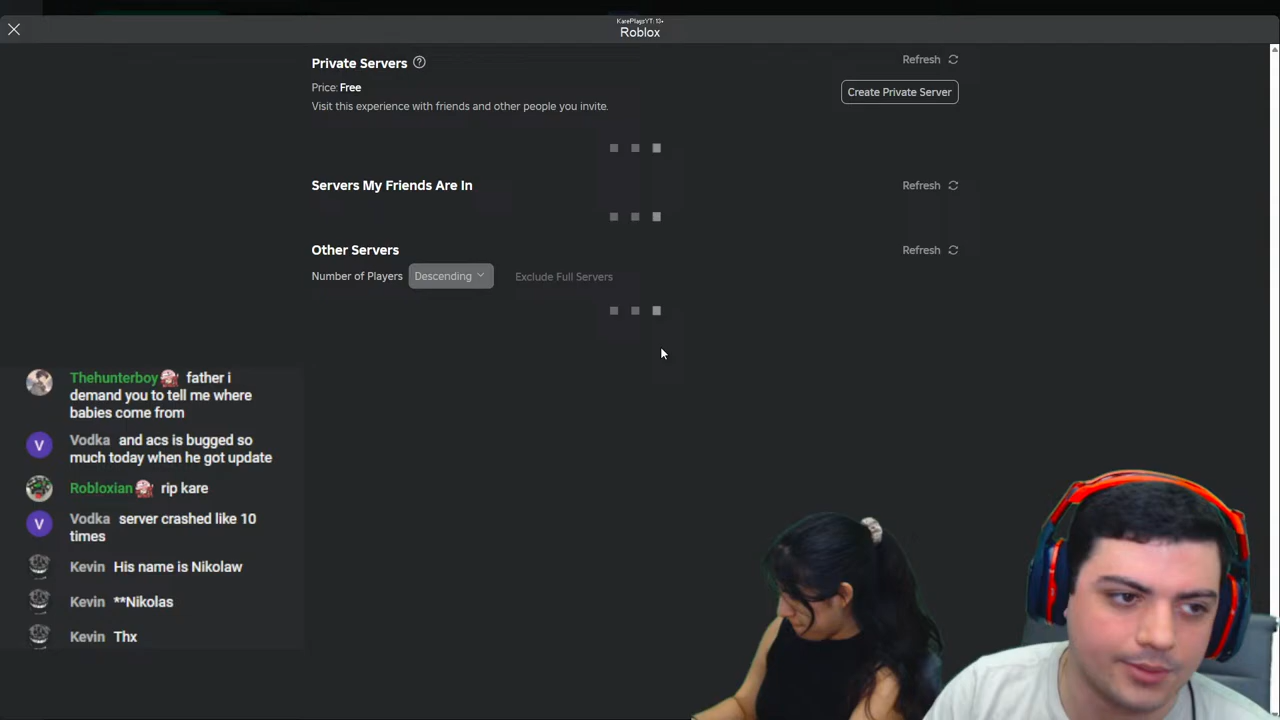 KarePlaysYT: 13+
Roblox
Private Servers
Refresh
Price: Free
Create Private Server
Visit this experience with friends and other people you invite.
Servers My Friends Are In
Refresh
Other Servers
Refresh
Number of Players Descending Exclude Full Servers
Thehunterboy father i
demand you to tell me where
babies come from
V Vodka and acs is bugged so
much today when he got update
Robloxian rip kare
V Vodka server crashed like 10
times
Kevin His name is Nikolaw
Kevin **Nikolas
Kevin Thx